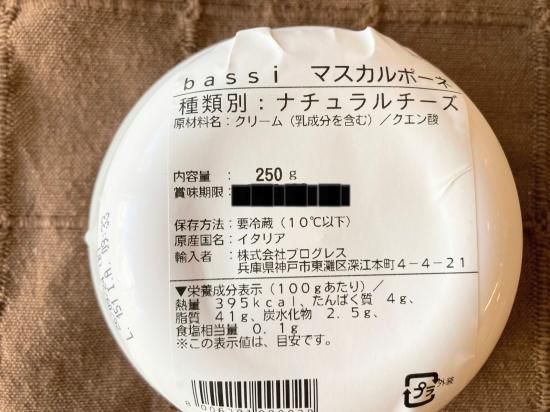 bassi マスカルポーネ
種類別：ナチュラルチーズ
原材料名：クリーム（乳成分を含む）／クエン酸
内容量：250g
賞味期限：
保存方法：要冷蔵（10℃以下）
原産国名：イタリア
輸入者：株式会社プログレス
兵庫県神戸市東灘区深江本町4－4－21
▼栄養成分表示（100gあたり）／
熱量 395kcal、たんぱく質 4g、
脂質 41g、炭水化物 2.5g、
食塩相当量 0.1g
※この表示値は、目安です。
プラ
外装